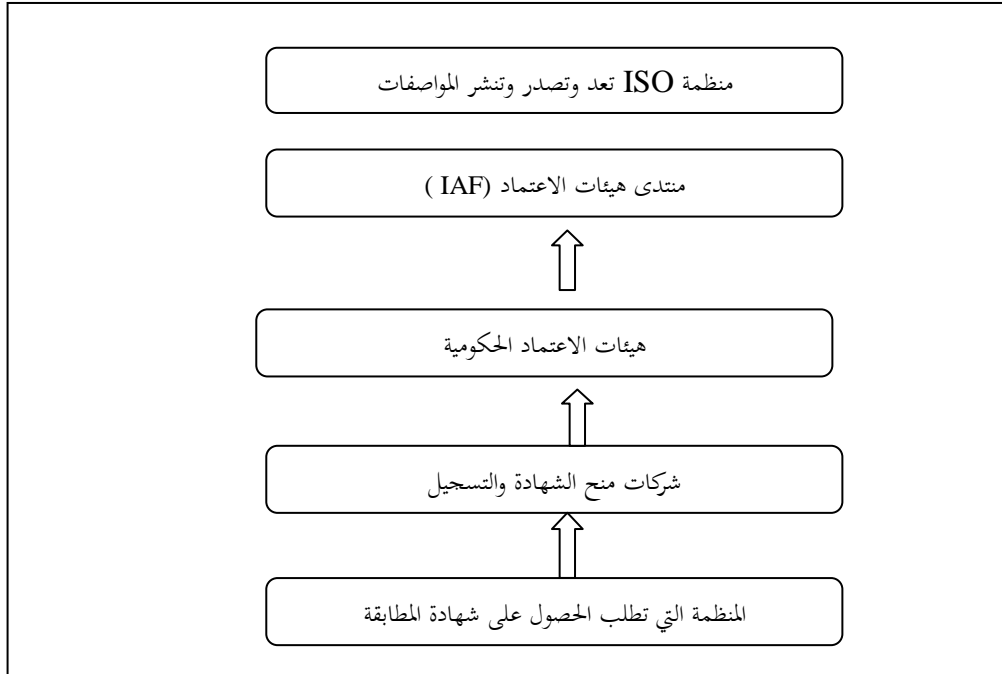 منظمة ISO تعد وتصدر وتنشر المواصفات
منتدى هيئات الاعتماد (IAF )
هيئات الاعتماد الحكومية
شركات منح الشهادة والتسجيل
المنظمة التي تطلب الحصول على شهادة المطابقة